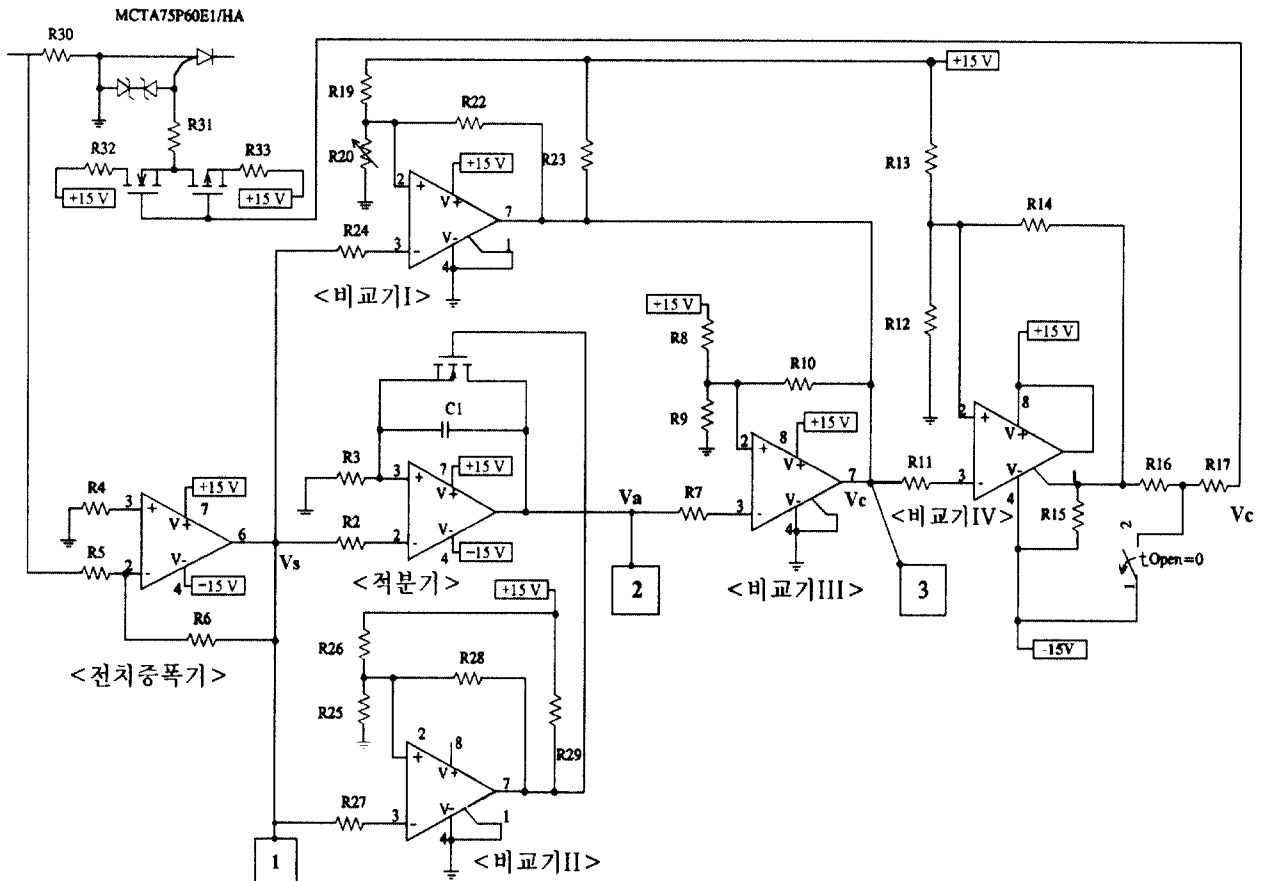 MCTA75P60E1/HA
R30
R31
R32
R33
+15 V
+15 V
+15 V
R19
R22
R20
R23
+15 V
2
+
V+
7
R24
3
-
V-
1
4
<비교기I>
R13
R14
R12
+15 V
R8
R10
R9
+15 V
8
2
+
V+
7
R7
3
-
V-
4
Vc
<비교기III>
3
+15 V
8
2
+
V+
R11
3
-
V-
1
4
<비교기IV>
R15
R16
R17
Vc
2
tOpen=0
1
-15V
C1
R3
3
+
7
+15 V
V+
R2
2
-
V-
4
-15 V
<적분기>
Va
2
R4
3
+
+15 V
7
V+
R5
2
-
V-
4
-15 V
6
Vs
R6
<전치증폭기>
+15 V
R26
R28
R25
R29
2
+
8
V+
7
R27
3
-
V-
1
4
<비교기II>
1